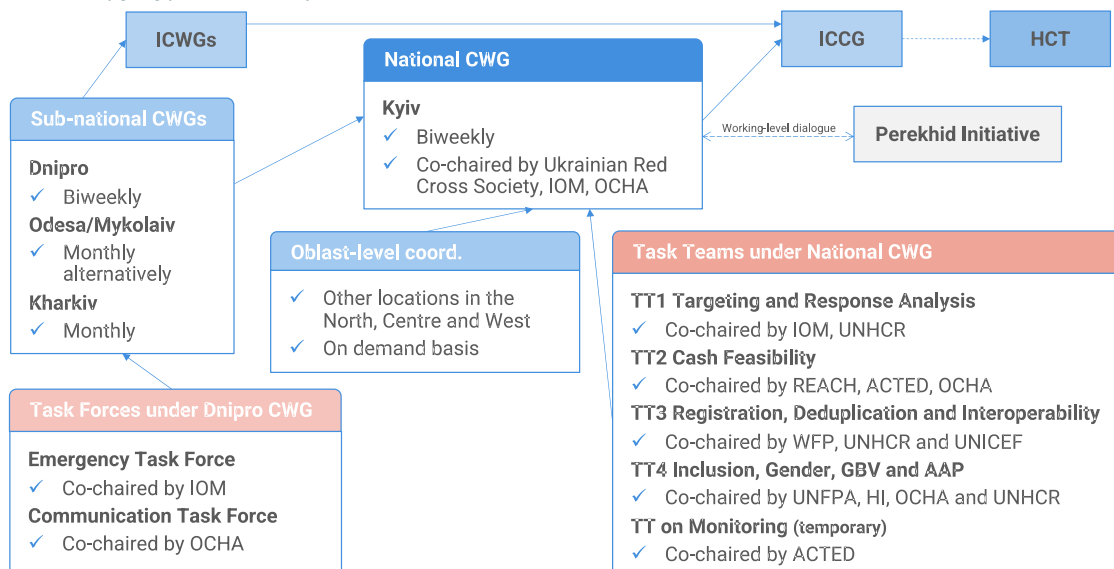 ICWGs
ICCG
HCT
National CWG
Kyiv
✓ Biweekly
✓ Co-chaired by Ukrainian Red
Cross Society, IOM, OCHA
Working-level dialogue
Perekhid Initiative
Sub-national CWGs
Dnipro
✓ Biweekly
Odesa/Mykolaiv
✓ Monthly
alternatively
Kharkiv
✓ Monthly
Oblast-level coord.
✓ Other locations in the
North, Centre and West
✓ On demand basis
Task Forces under Dnipro CWG
Emergency Task Force
✓ Co-chaired by IOM
Communication Task Force
✓ Co-chaired by OCHA
Task Teams under National CWG
TT1 Targeting and Response Analysis
✓ Co-chaired by IOM, UNHCR
TT2 Cash Feasibility
✓ Co-chaired by REACH, ACTED, OCHA
TT3 Registration, Deduplication and Interoperability
✓ Co-chaired by WFP, UNHCR and UNICEF
TT4 Inclusion, Gender, GBV and AAP
✓ Co-chaired by UNFPA, HI, OCHA and UNHCR
TT on Monitoring (temporary)
✓ Co-chaired by ACTED